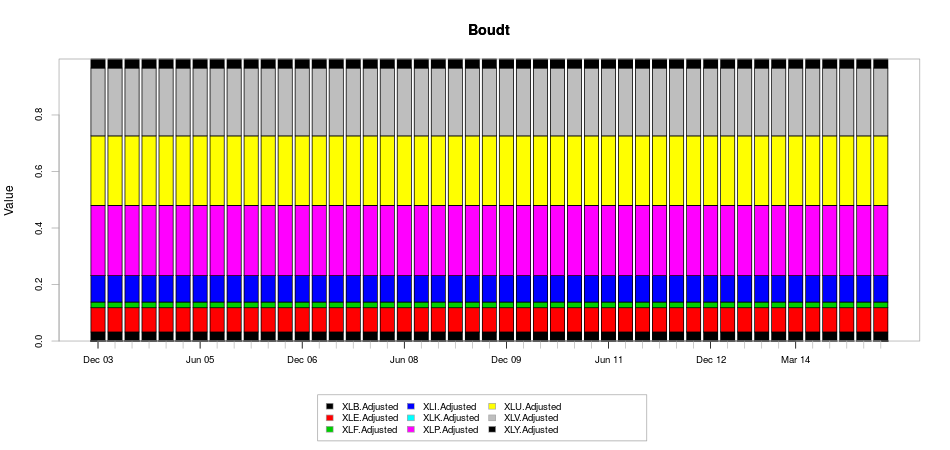 Boudt
Value
0.8
0.6
0.4
0.2
0.0
Dec 03 Jun 05 Dec 06 Jun 08 Dec 09 Jun 11 Dec 12 Mar 14
XLB.Adjusted XLI.Adjusted XLU.Adjusted
XLE.Adjusted XLK.Adjusted XLV.Adjusted
XLF.Adjusted XLP.Adjusted XLY.Adjusted